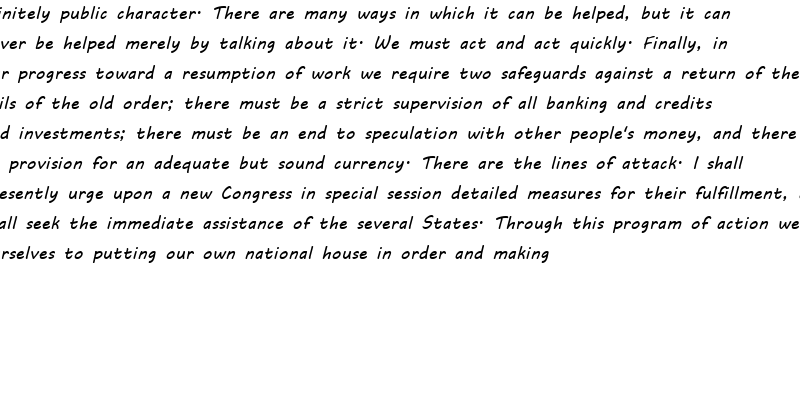 initely public character. There are many ways in which it can be helped, but it can
ver be helped merely by talking about it. We must act and act quickly. Finally, in
r progress toward a resumption of work we require two safeguards against a return of the
ils of the old order; there must be a strict supervision of all banking and credits
d investments; there must be an end to speculation with other people's money, and there
provision for an adequate but sound currency. There are the lines of attack. I shall
esently urge upon a new Congress in special session detailed measures for their fulfillment,
all seek the immediate assistance of the several States. Through this program of action we
rselves to putting our own national house in order and making